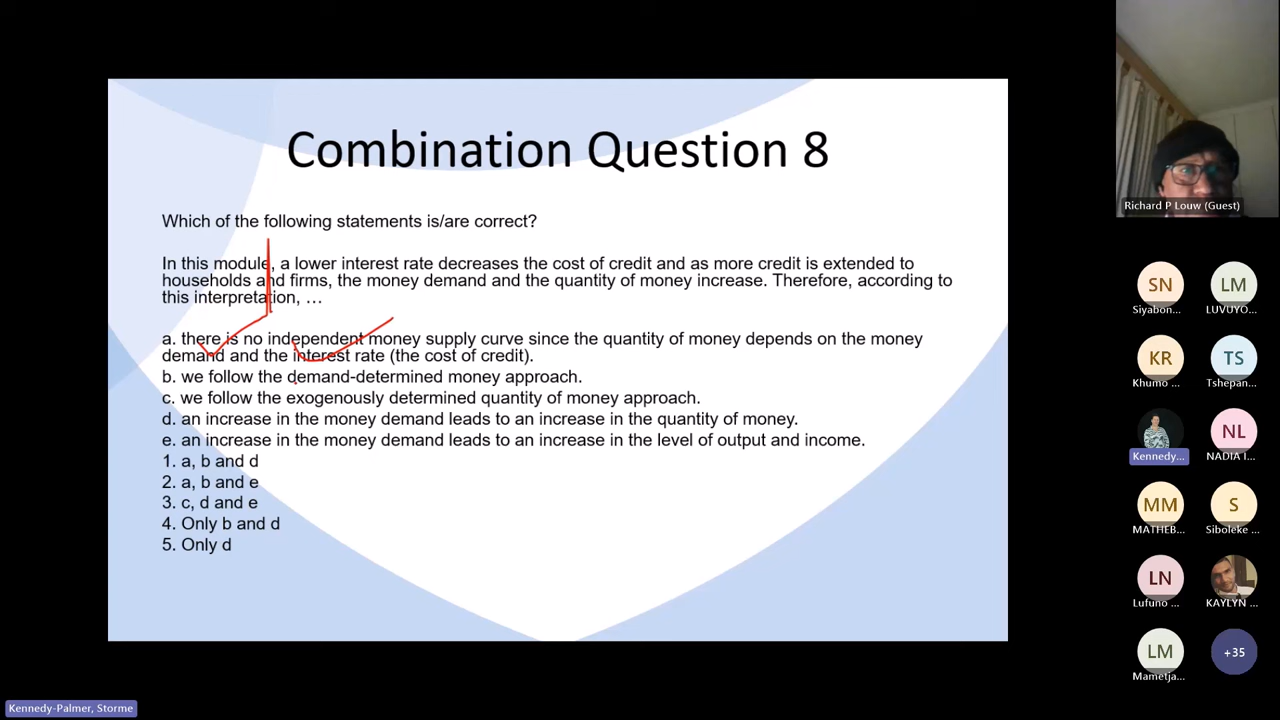 Combination Question 8
Which of the following statements is/are correct?
In this module, a lower interest rate decreases the cost of credit and as more credit is extended to
households and firms, the money demand and the quantity of money increase. Therefore, according to
this interpretation, …
a. there is no independent money supply curve since the quantity of money depends on the money
demand and the interest rate (the cost of credit).
b. we follow the demand-determined money approach.
c. we follow the exogenously determined quantity of money approach.
d. an increase in the money demand leads to an increase in the quantity of money.
e. an increase in the money demand leads to an increase in the level of output and income.
1. a, b and d
2. a, b and e
3. c, d and e
4. Only b and d
5. Only d
Richard P Louw (Guest)
SN
LM
Siyabon...
LUVUYO...
KR
TS
Khumo ...
Tshepan...
NL
Kennedy...
NADIA I...
MM
S
MATHEB...
Siboleke ...
LN
Lufuno ...
KAYLYN ...
LM
+35
Mametja...
Kennedy-Palmer, Storme